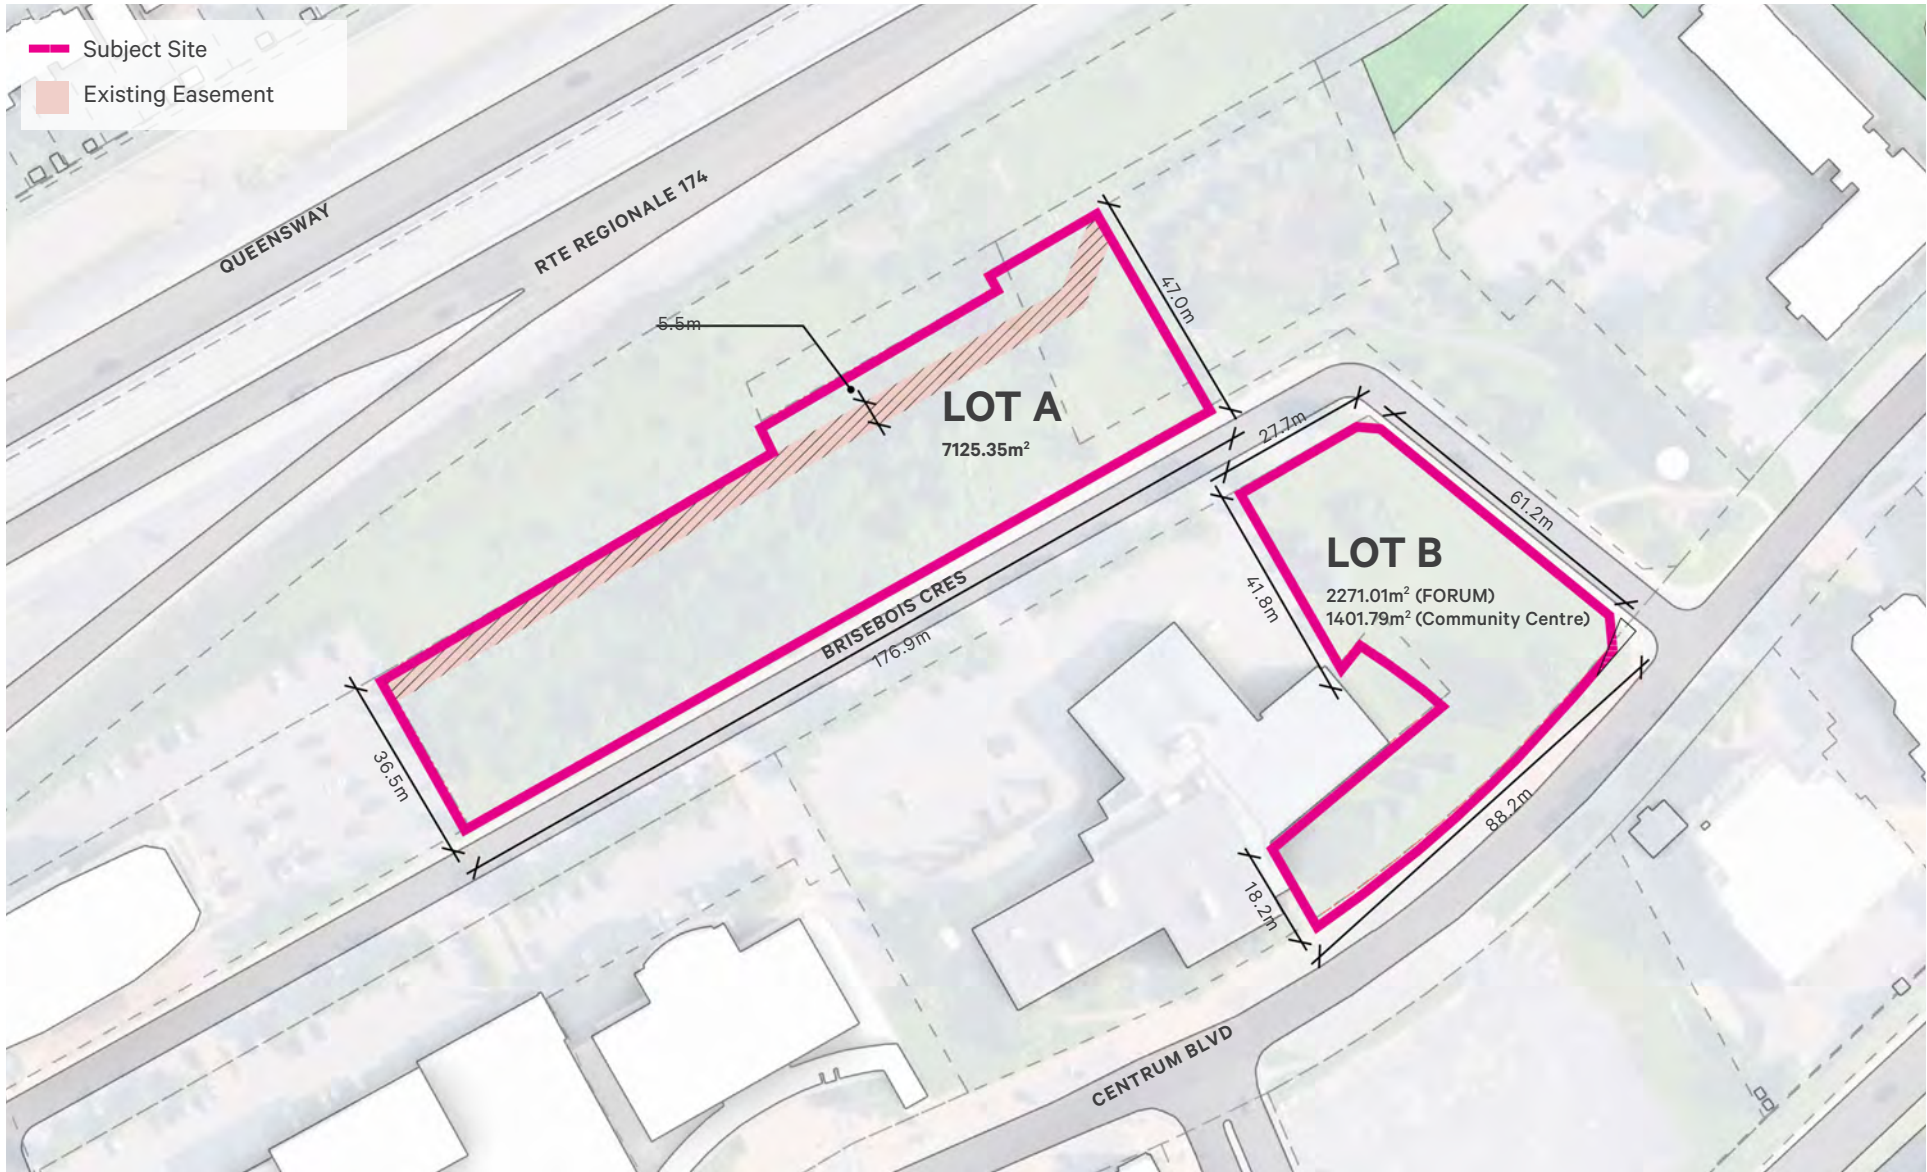 Subject Site
Existing Easement
QUEENSWAY
RTE REGIONALE 174
5.5m
47.0m
LOT A
7125.35m²
27.7m
61.2m
LOT B
2271.01m² (FORUM)
1401.79m² (Community Centre)
41.8m
BRISEBOIS CRES
176.9m
36.5m
88.2m
18.2m
CENTRUM BLVD